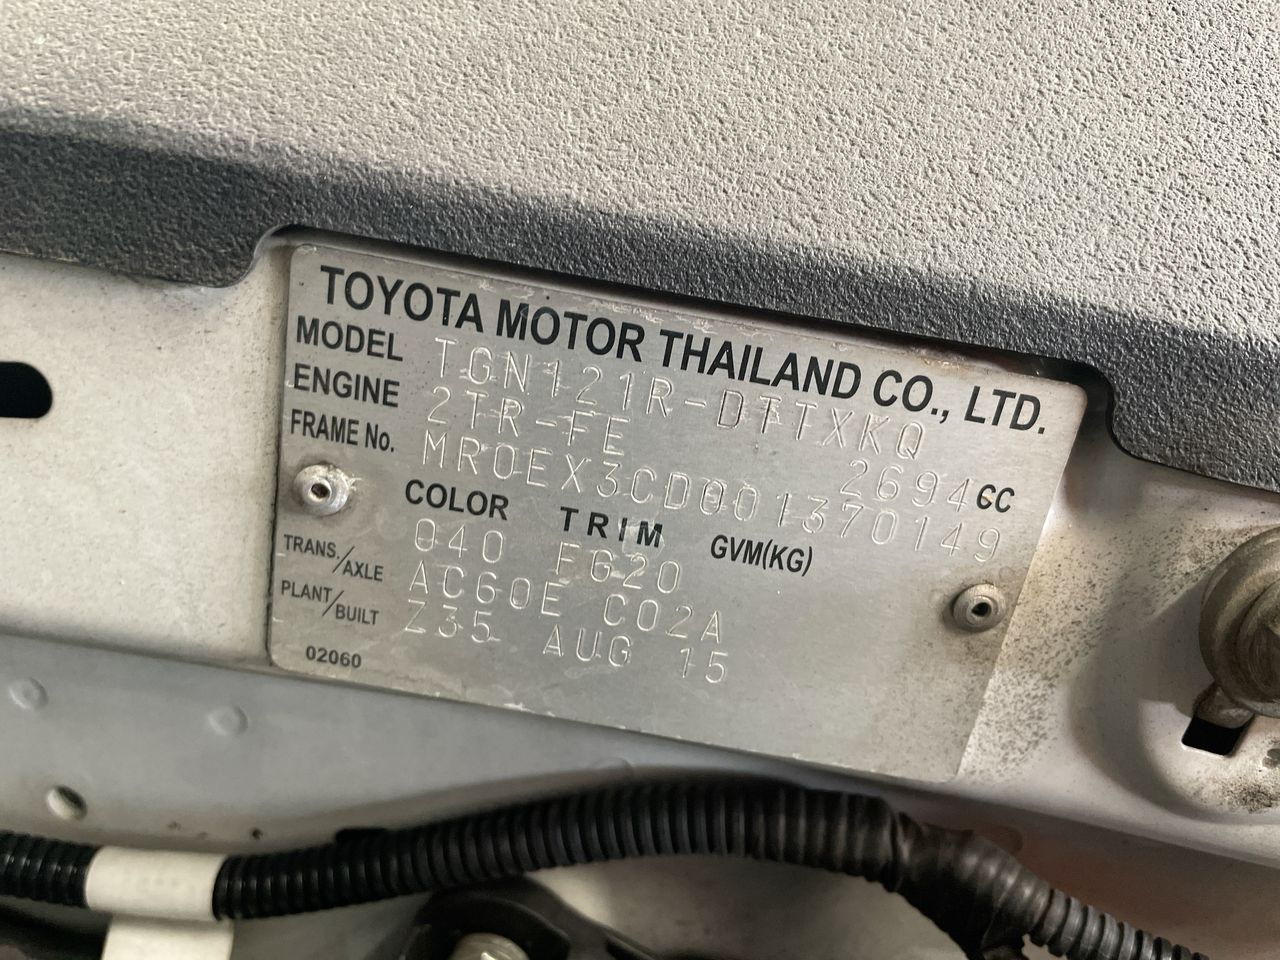 TOYOTA MOTOR THAILAND CO., LTD.
MODEL TGN121R-DTTXKQ
ENGINE 2TR-FE 2694 CC
FRAME No. MR0EX3CD001370149
COLOR TRIM GVM(KG)
040 FG20
TRANS./AXLE AC60E C02A
PLANT/BUILT Z35 AUG 15
02060